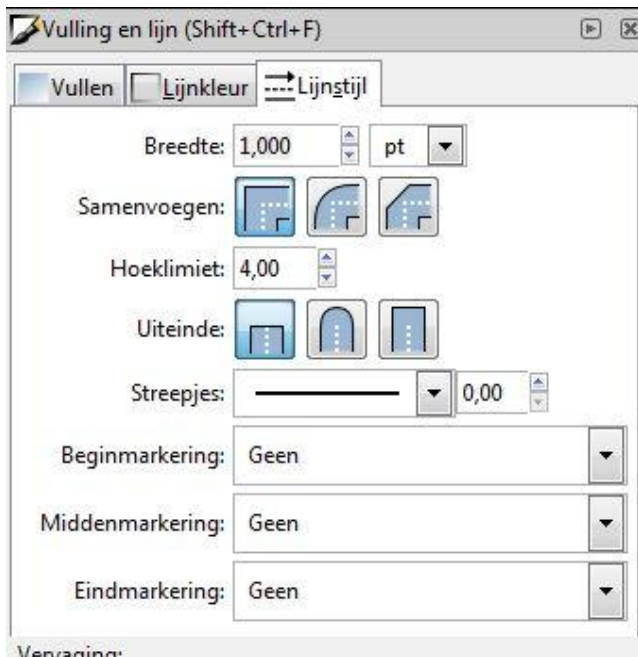 Vulling en lijn (Shift+Ctrl+F)
Vullen Lijnkleur Lijnstijl
Breedte: 1,000 pt
Samenvoegen:
Hoeklimiet: 4,00
Uiteinde:
Streepjes: 0,00
Beginmarkering: Geen
Middenmarkering: Geen
Eindmarkering: Geen
Vervaging: